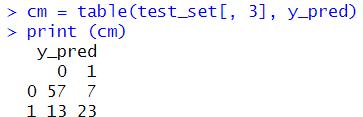 > cm = table(test_set[, 3], y_pred)
> print (cm)
y_pred
0 1
0 57 7
1 13 23